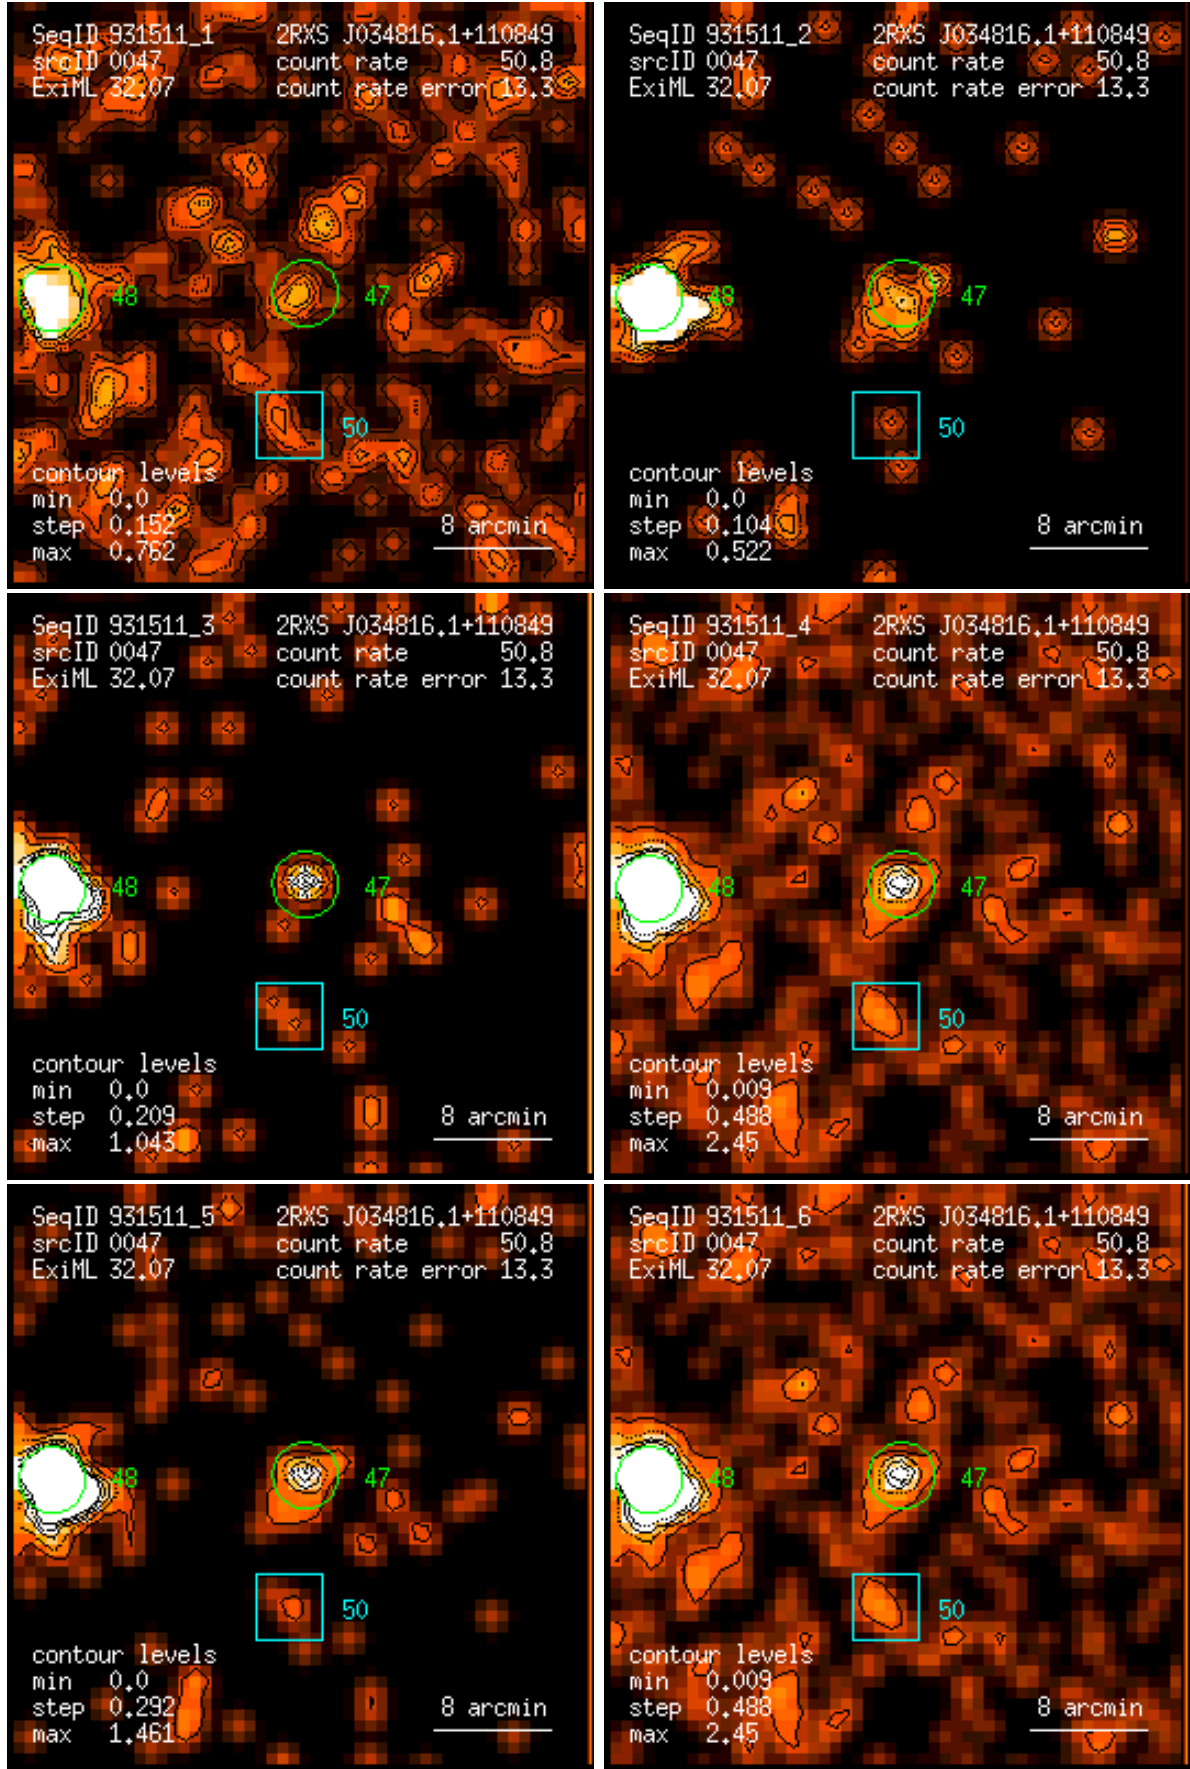 SeqID 931511_1 2RXS J034816.1+110849
srcID 0047 count rate 50.8
ExiML 32.07 count rate error 13.3
48
47
50
contour levels
min 0.0
step 0.152
max 0.762
8 arcmin
SeqID 931511_2 2RXS J034816.1+110849
srcID 0047 count rate 50.8
ExiML 32.07 count rate error 13.3
48
47
50
contour levels
min 0.0
step 0.104
max 0.522
8 arcmin
SeqID 931511_3 2RXS J034816.1+110849
srcID 0047 count rate 50.8
ExiML 32.07 count rate error 13.3
48
47
50
contour levels
min 0.0
step 0.209
max 1.043
8 arcmin
SeqID 931511_4 2RXS J034816.1+110849
srcID 0047 count rate 50.8
ExiML 32.07 count rate error 13.3
48
47
50
contour levels
min 0.009
step 0.488
max 2.45
8 arcmin
SeqID 931511_5 2RXS J034816.1+110849
srcID 0047 count rate 50.8
ExiML 32.07 count rate error 13.3
48
47
50
contour levels
min 0.0
step 0.292
max 1.461
8 arcmin
SeqID 931511_6 2RXS J034816.1+110849
srcID 0047 count rate 50.8
ExiML 32.07 count rate error 13.3
48
47
50
contour levels
min 0.009
step 0.488
max 2.45
8 arcmin